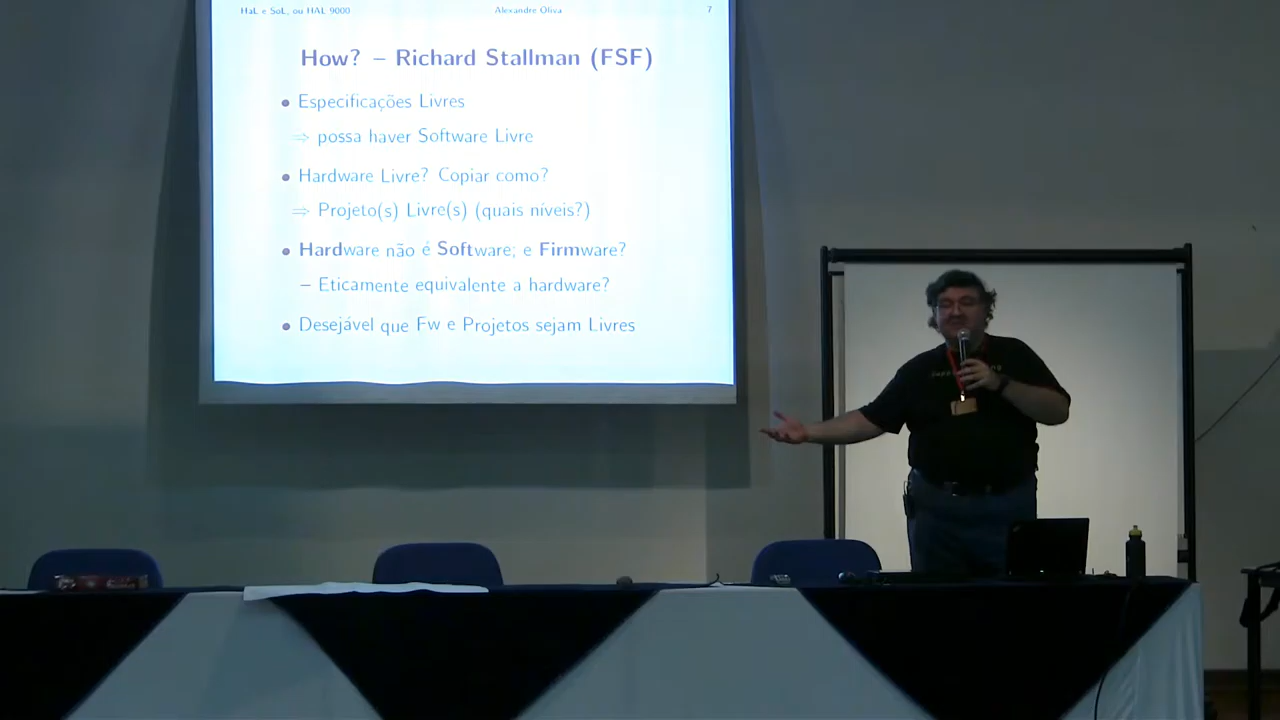 HaL e SoL, ou HAL 9000 Alexandre Oliva 7
How? – Richard Stallman (FSF)
• Especificações Livres
⇒ possa haver Software Livre
• Hardware Livre? Copiar como?
⇒ Projeto(s) Livre(s) (quais níveis?)
• Hardware não é Software; e Firmware?
– Eticamente equivalente a hardware?
• Desejável que Fw e Projetos sejam Livres